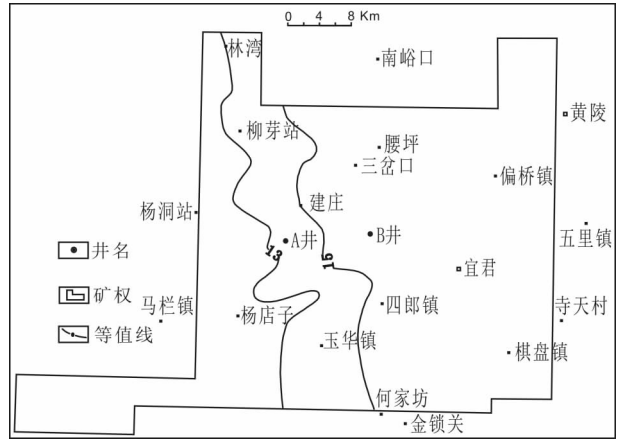 0 4 8 Km
林湾
南峪口
黄陵
柳芽站
腰坪
三岔口
偏桥镇
建庄
杨洞站
A井
B井
五里镇
13
15
井名
宜君
矿权
马栏镇
杨店子
四郎镇
寺天村
等值线
玉华镇
棋盘镇
何家坊
金锁关